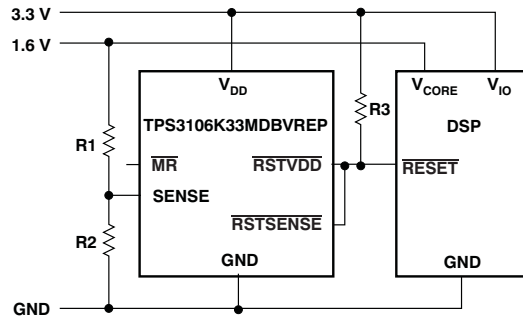 3.3 V
1.6 V
VDD
VCORE VIO
TPS3106K33MDBVREP
R3
DSP
R1
MR
RSTVDD
RESET
SENSE
R2
RSTSENSE
GND
GND
GND